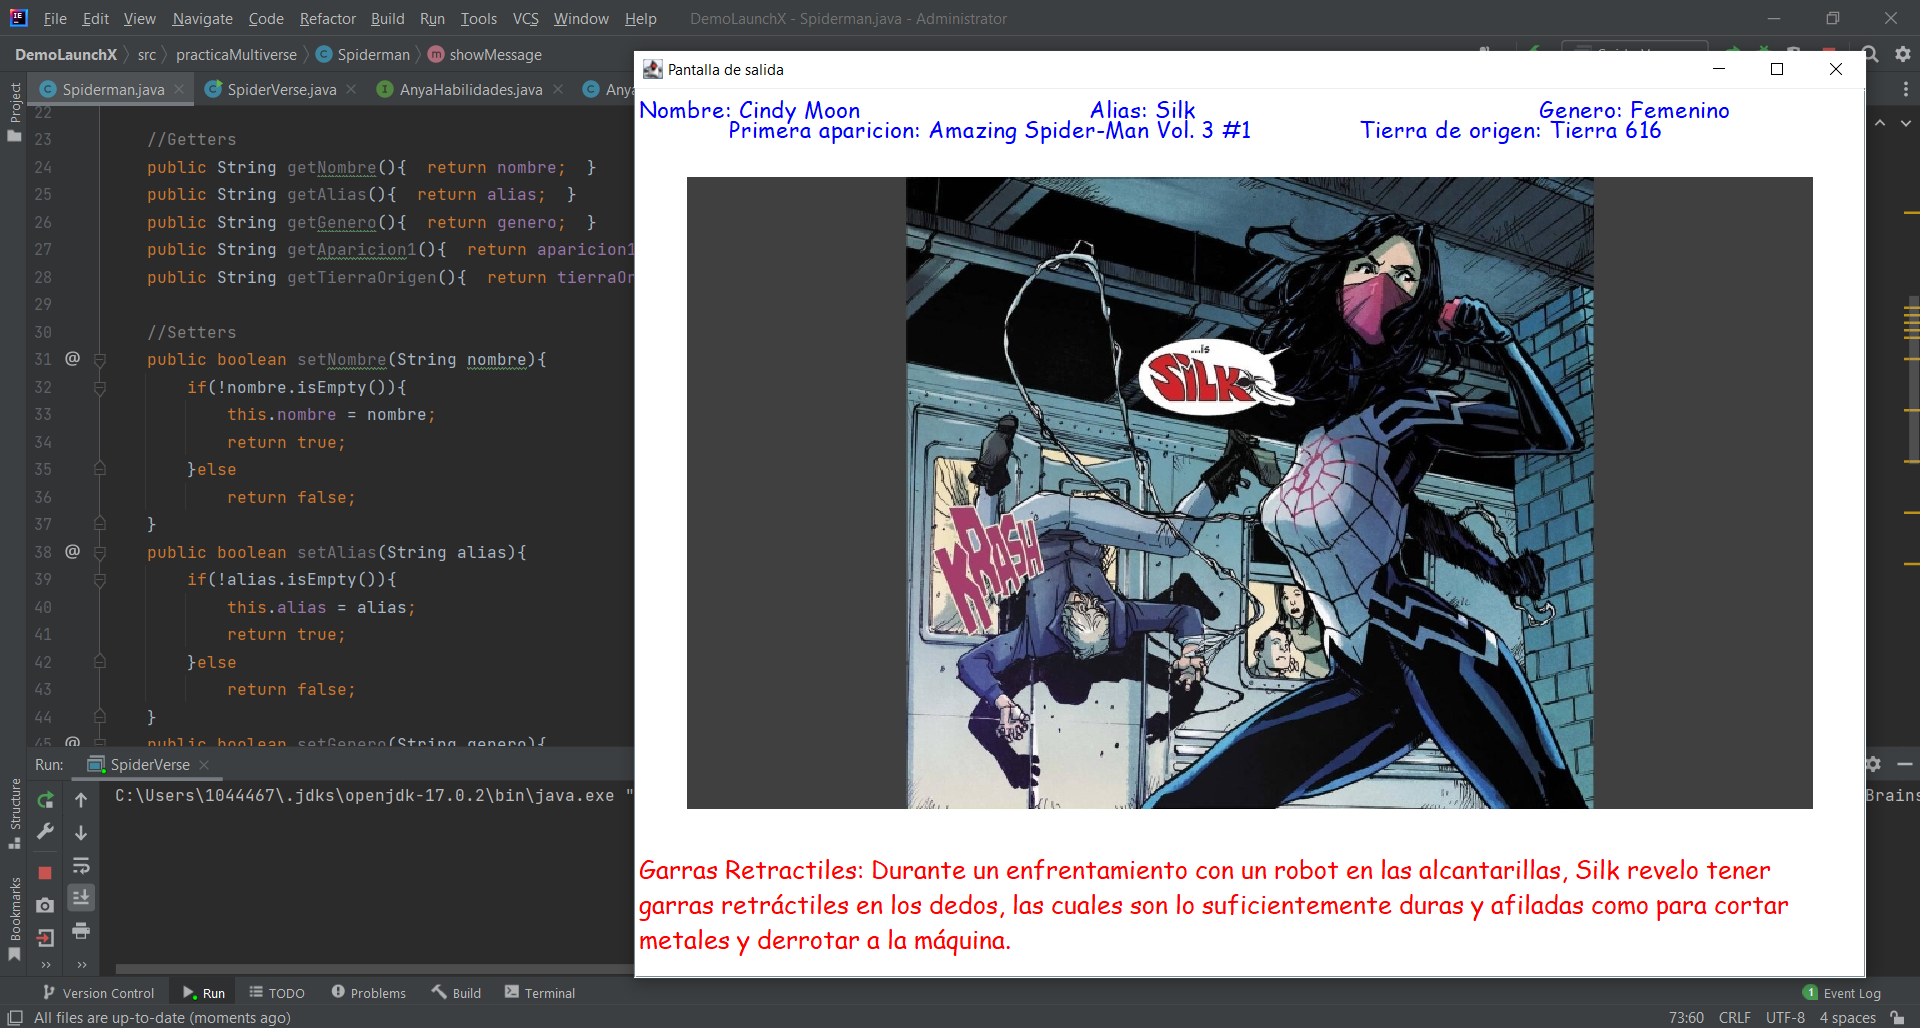 File Edit View Navigate Code Refactor Build Run Tools VCS Window Help DemoLaunchX - Spiderman.java - Administrator
DemoLaunchX src practicaMultiverse Spiderman showMessage
Spiderman.java SpiderVerse.java AnyaHabilidades.java Any
Project
22
23 //Getters
24 public String getNombre(){ return nombre; }
25 public String getAlias(){ return alias; }
26 public String getGenero(){ return genero; }
27 public String getAparicion1(){ return aparicion1
28 public String getTierraOrigen(){ return tierraOr
29
30 //Setters
31 @ public boolean setNombre(String nombre){
32 if(!nombre.isEmpty()){
33 this.nombre = nombre;
34 return true;
35 }else
36 return false;
37 }
38 @ public boolean setAlias(String alias){
39 if(!alias.isEmpty()){
40 this.alias = alias;
41 return true;
42 }else
43 return false;
44 }
45 @ public boolean setGenero(String genero){
Run: SpiderVerse
C:\Users\1044467\.jdks\openjdk-17.0.2\bin\java.exe "
Brains
Structure
Bookmarks
Pantalla de salida
Nombre: Cindy Moon Alias: Silk Genero: Femenino
Primera aparicion: Amazing Spider-Man Vol. 3 #1 Tierra de origen: Tierra 616
...is
SILK
KRASH
Garras Retractiles: Durante un enfrentamiento con un robot en las alcantarillas, Silk revelo tener
garras retráctiles en los dedos, las cuales son lo suficientemente duras y afiladas como para cortar
metales y derrotar a la máquina.
Version Control Run TODO Problems Build Terminal 1 Event Log
All files are up-to-date (moments ago) 73:60 CRLF UTF-8 4 spaces